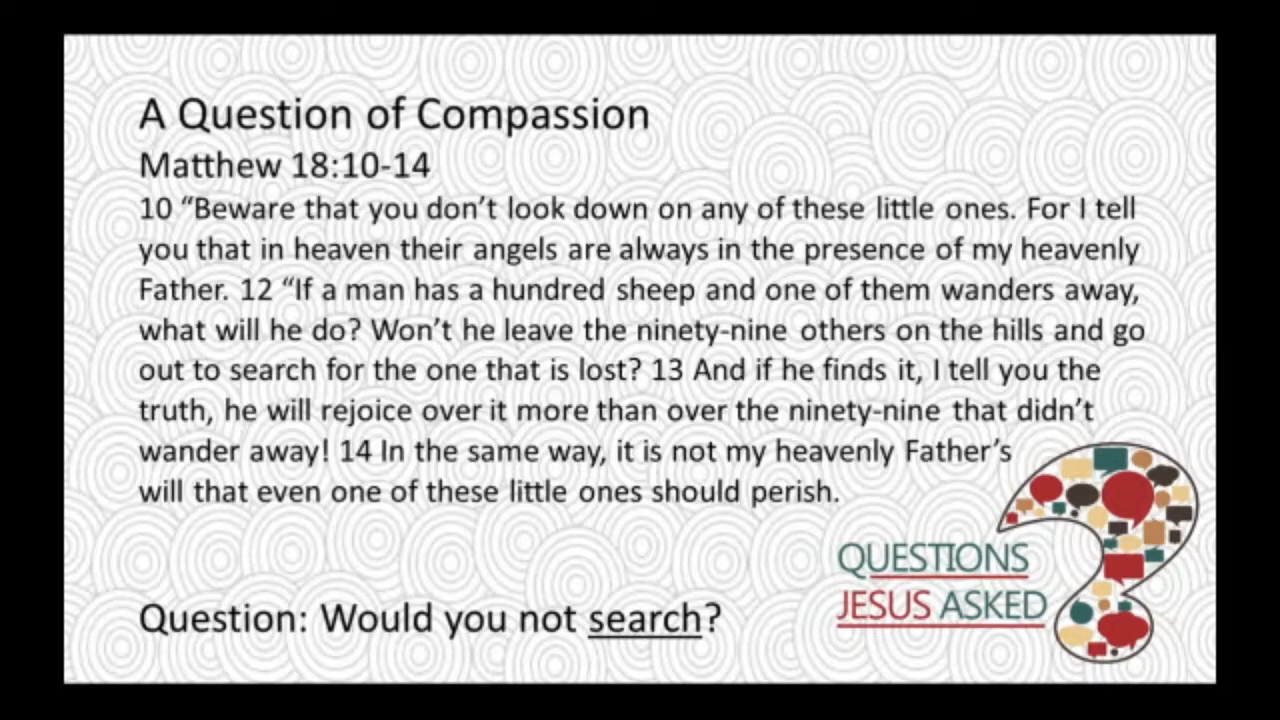 A Question of Compassion
Matthew 18:10-14
10 “Beware that you don’t look down on any of these little ones. For I tell
you that in heaven their angels are always in the presence of my heavenly
Father. 12 “If a man has a hundred sheep and one of them wanders away,
what will he do? Won’t he leave the ninety-nine others on the hills and go
out to search for the one that is lost? 13 And if he finds it, I tell you the
truth, he will rejoice over it more than over the ninety-nine that didn’t
wander away! 14 In the same way, it is not my heavenly Father’s
will that even one of these little ones should perish.
QUESTIONS
JESUS ASKED
Question: Would you not search?